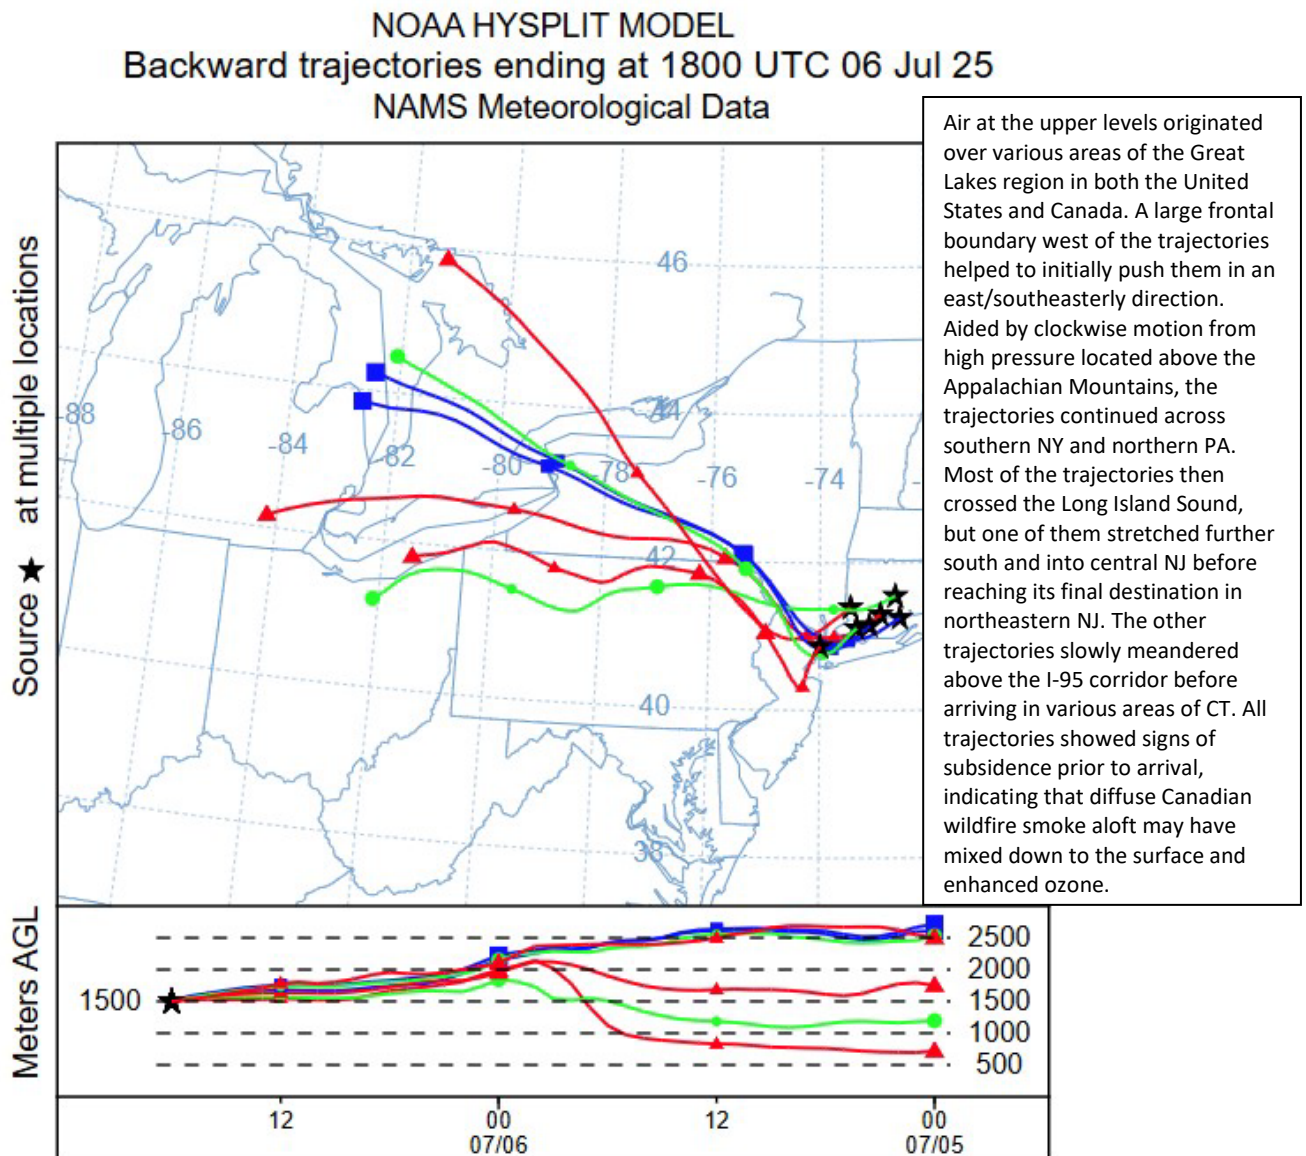 NOAA HYSPLIT MODEL
Backward trajectories ending at 1800 UTC 06 Jul 25
NAMS Meteorological Data
Source ★ at multiple locations
46
44
-88
-86
-84
-82
-80
-78
-76
-74
42
40
38
Air at the upper levels originated
over various areas of the Great
Lakes region in both the United
States and Canada. A large frontal
boundary west of the trajectories
helped to initially push them in an
east/southeasterly direction.
Aided by clockwise motion from
high pressure located above the
Appalachian Mountains, the
trajectories continued across
southern NY and northern PA.
Most of the trajectories then
crossed the Long Island Sound,
but one of them stretched further
south and into central NJ before
reaching its final destination in
northeastern NJ. The other
trajectories slowly meandered
above the I-95 corridor before
arriving in various areas of CT. All
trajectories showed signs of
subsidence prior to arrival,
indicating that diffuse Canadian
wildfire smoke aloft may have
mixed down to the surface and
enhanced ozone.
Meters AGL
1500
2500
2000
1500
1000
500
12
00
12
00
07/06
07/05